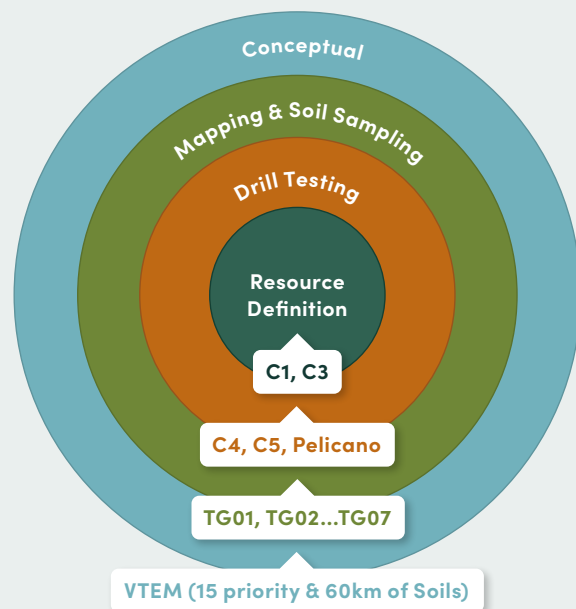 Conceptual
Mapping & Soil Sampling
Drill Testing
Resource
Definition
C1, C3
C4, C5, Pelicano
TG01, TG02...TG07
VTEM (15 priority & 60km of Soils)